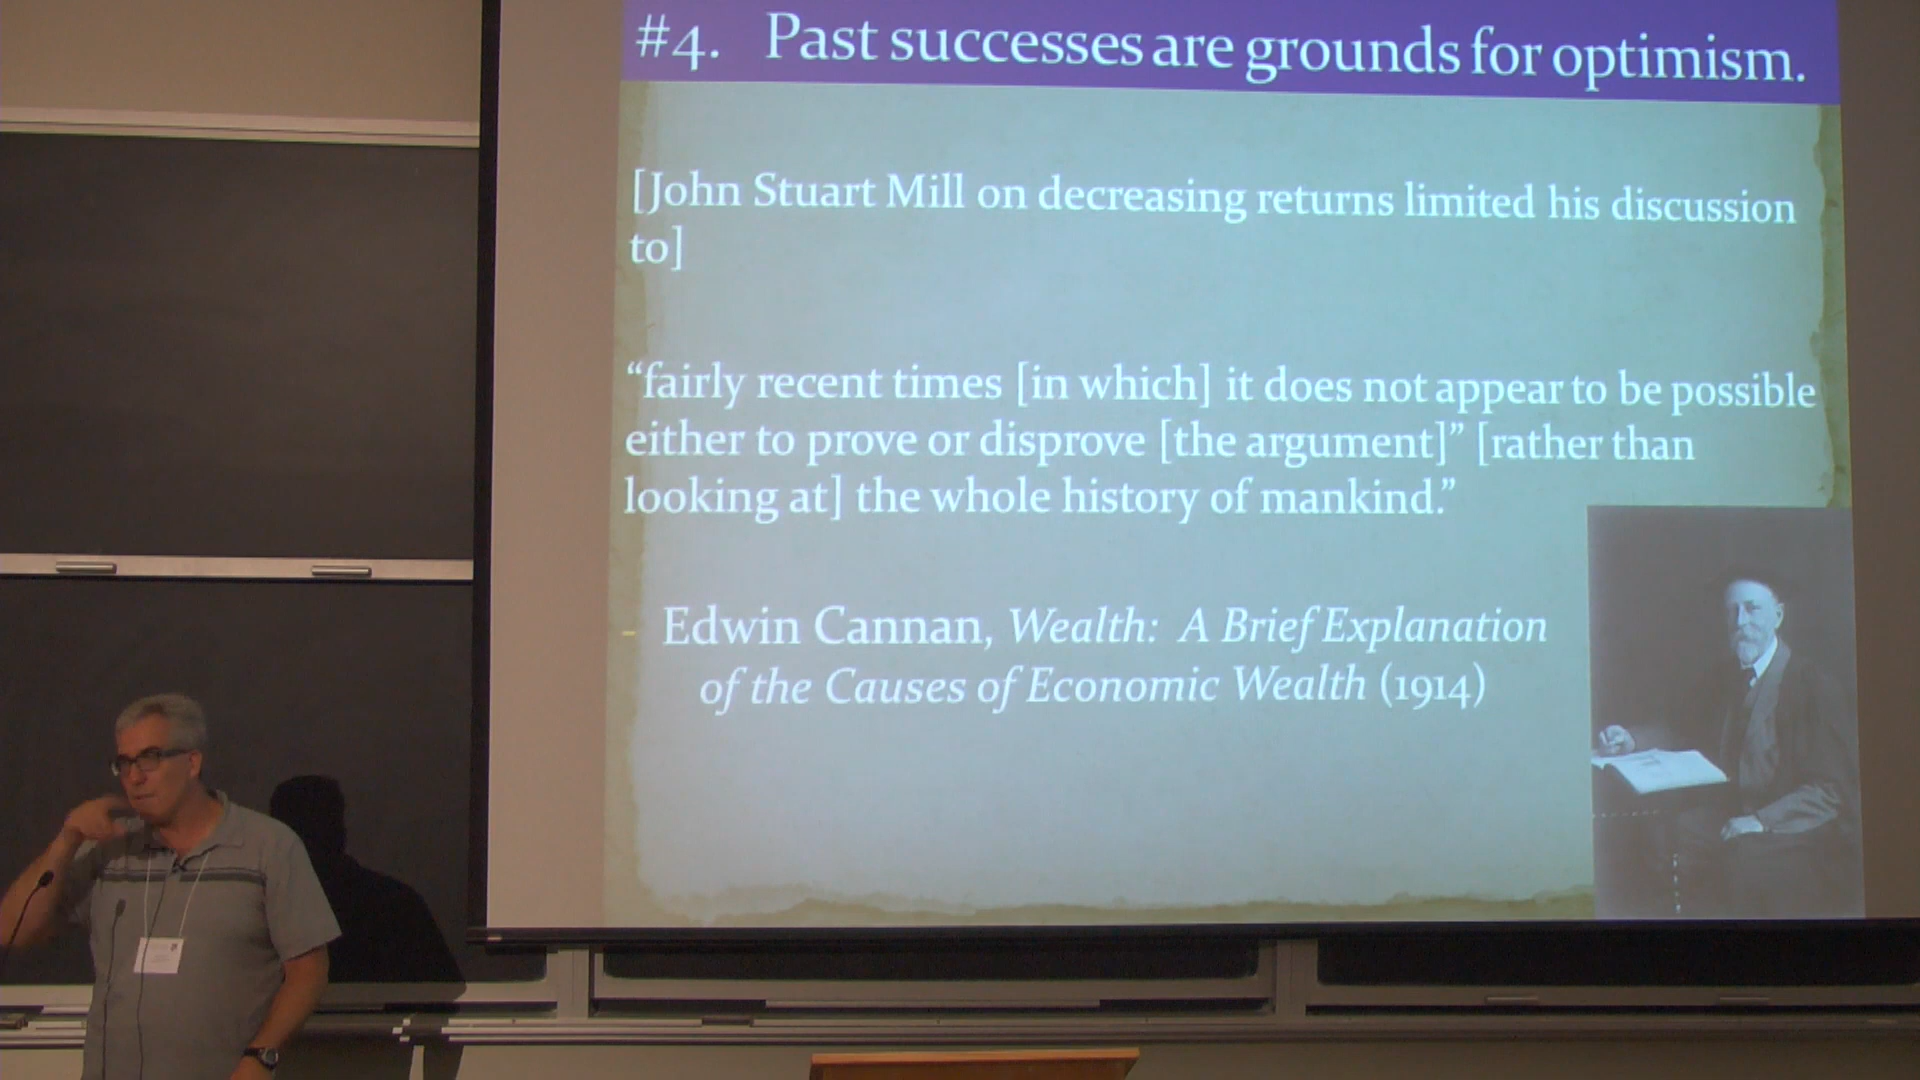 #4. Past successes are grounds for optimism.
[John Stuart Mill on decreasing returns limited his discussion
to]
“fairly recent times [in which] it does not appear to be possible
either to prove or disprove [the argument]” [rather than
looking at] the whole history of mankind.”
- Edwin Cannan, Wealth: A Brief Explanation
of the Causes of Economic Wealth (1914)